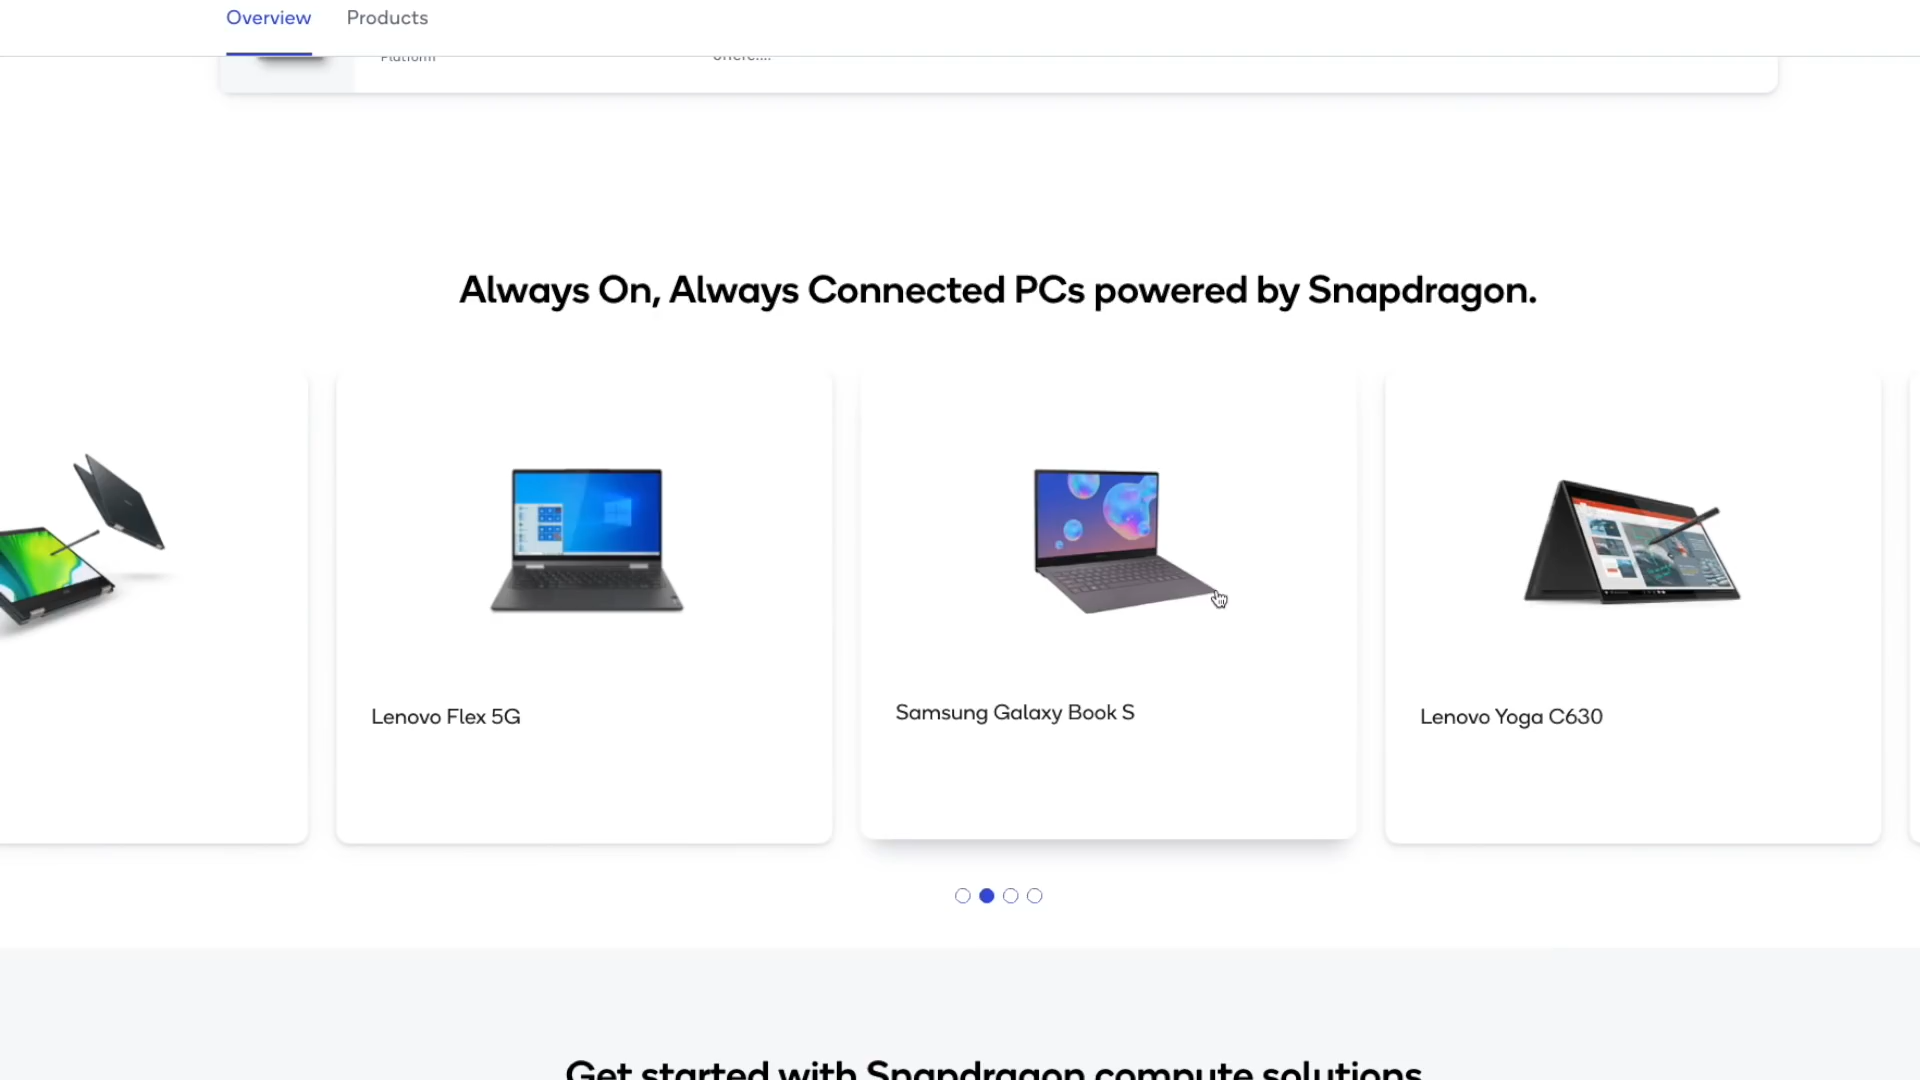 Overview Products
Platform
Always On, Always Connected PCs powered by Snapdragon.
Lenovo Flex 5G
Samsung Galaxy Book S
Lenovo Yoga C630
Get started with Snapdragon compute solutions